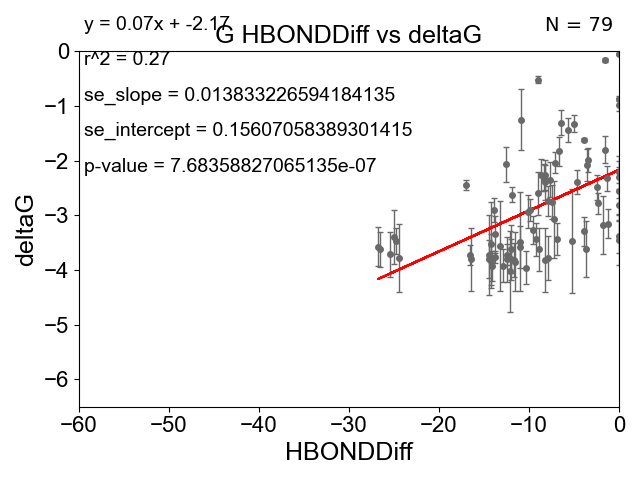 y = 0.07x + -2.17
N = 79
G HBONDDiff vs deltaG
r^2 = 0.27
se_slope = 0.013833226594184135
se_intercept = 0.15607058389301415
p-value = 7.68358827065135e-07
deltaG
0
−1
−2
−3
−4
−5
−6
−60
−50
−40
−30
−20
−10
0
HBONDDiff